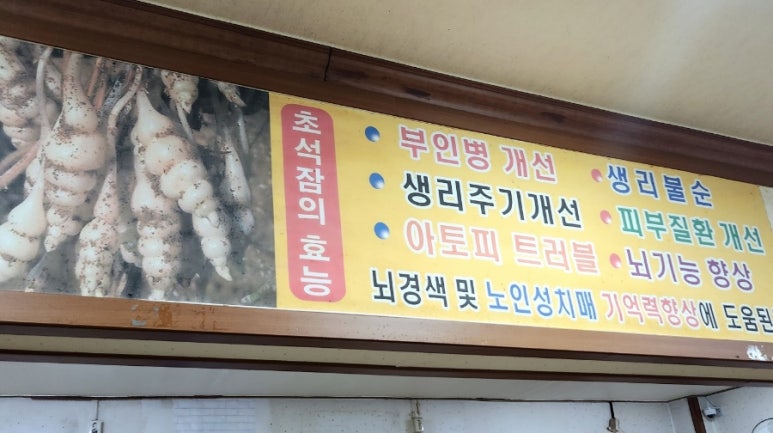 초석잠의 효능
부인병 개선
생리주기개선
아토피 트러블
생리불순
피부질환 개선
뇌기능 향상
뇌경색 및 노인성치매 기억력향상에 도움된